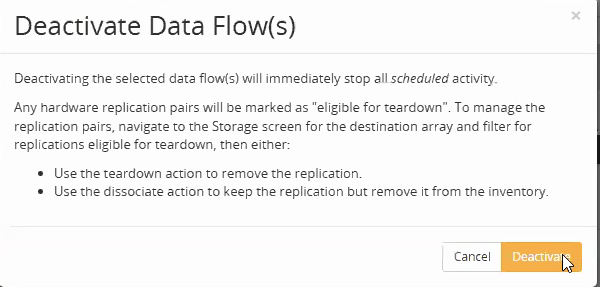 Deactivate Data Flow(s)
×
Deactivating the selected data flow(s) will immediately stop all scheduled activity.
Any hardware replication pairs will be marked as "eligible for teardown". To manage the
replication pairs, navigate to the Storage screen for the destination array and filter for
replications eligible for teardown, then either:
• Use the teardown action to remove the replication.
• Use the dissociate action to keep the replication but remove it from the inventory.
Cancel
Deactivate